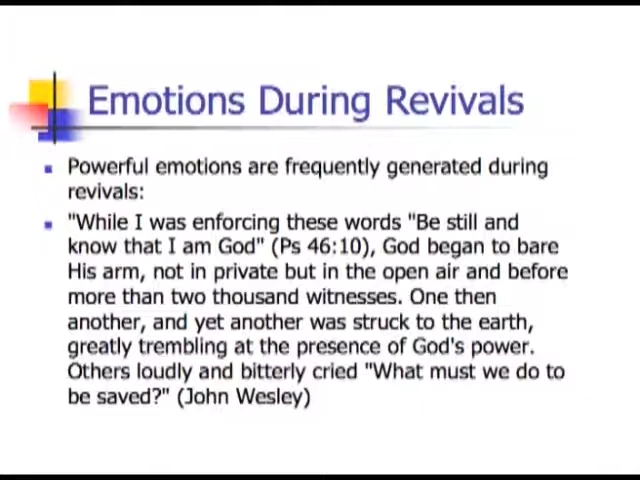 Emotions During Revivals
Powerful emotions are frequently generated during
revivals:
"While I was enforcing these words "Be still and
know that I am God" (Ps 46:10), God began to bare
His arm, not in private but in the open air and before
more than two thousand witnesses. One then
another, and yet another was struck to the earth,
greatly trembling at the presence of God's power.
Others loudly and bitterly cried "What must we do to
be saved?" (John Wesley)